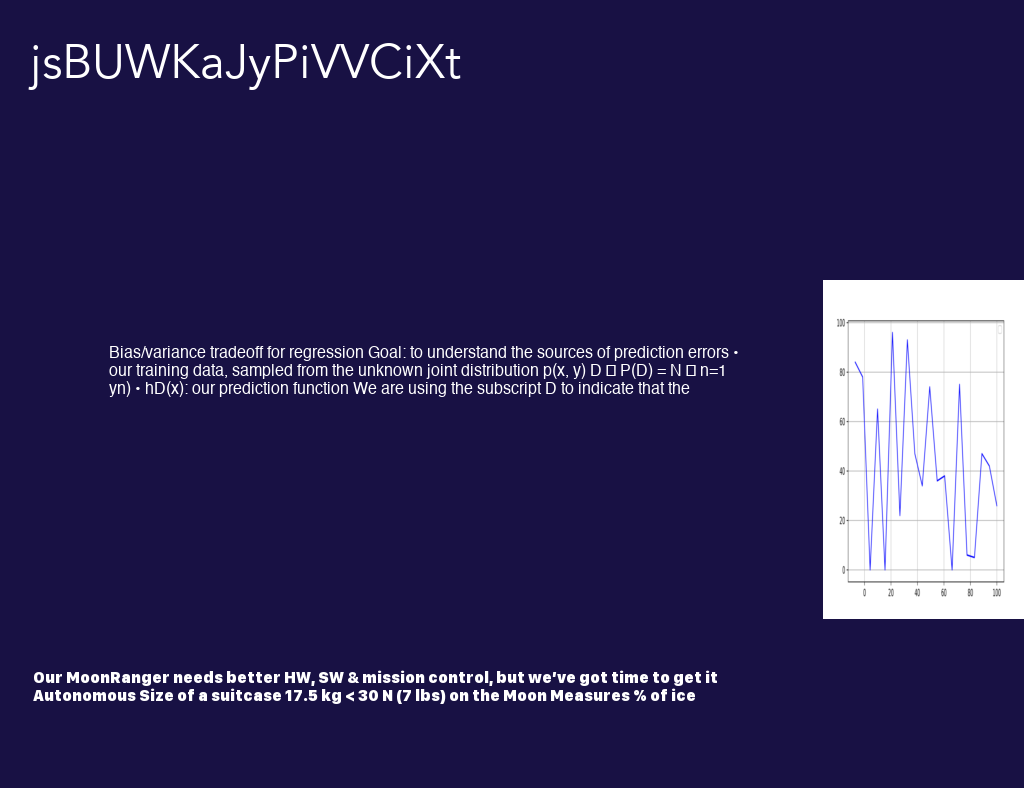 jsBUWKaJyPiVVCiXt
Bias/variance tradeoff for regression Goal: to understand the sources of prediction errors •
our training data, sampled from the unknown joint distribution p(x, y) D □ P(D) = N □ n=1
yn) • hD(x): our prediction function We are using the subscript D to indicate that the
100
80
60
40
20
0
0 20 40 60 80 100
Our MoonRanger needs better HW, SW & mission control, but we've got time to get it
Autonomous Size of a suitcase 17.5 kg < 30 N (7 lbs) on the Moon Measures % of ice